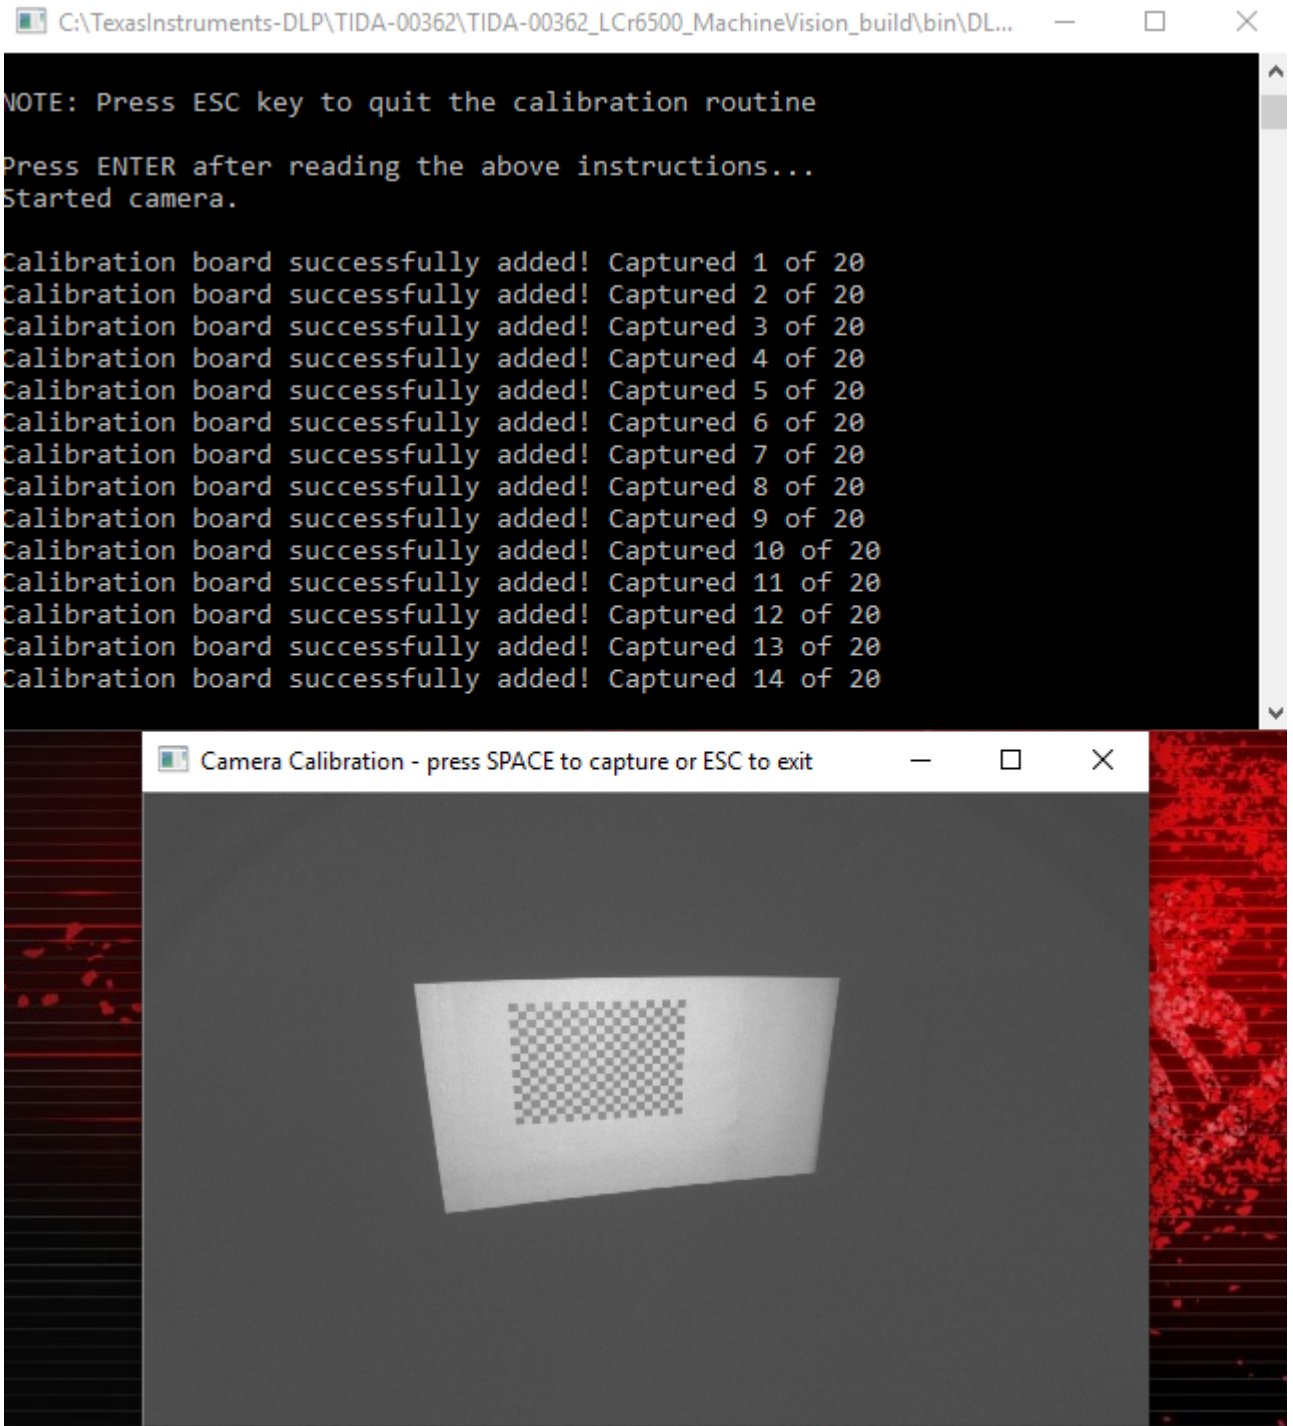 C:\TexasInstruments-DLP\TIDA-00362\TIDA-00362_LCr6500_MachineVision_build\bin\DL...
NOTE: Press ESC key to quit the calibration routine
Press ENTER after reading the above instructions...
Started camera.
Calibration board successfully added! Captured 1 of 20
Calibration board successfully added! Captured 2 of 20
Calibration board successfully added! Captured 3 of 20
Calibration board successfully added! Captured 4 of 20
Calibration board successfully added! Captured 5 of 20
Calibration board successfully added! Captured 6 of 20
Calibration board successfully added! Captured 7 of 20
Calibration board successfully added! Captured 8 of 20
Calibration board successfully added! Captured 9 of 20
Calibration board successfully added! Captured 10 of 20
Calibration board successfully added! Captured 11 of 20
Calibration board successfully added! Captured 12 of 20
Calibration board successfully added! Captured 13 of 20
Calibration board successfully added! Captured 14 of 20
Camera Calibration - press SPACE to capture or ESC to exit